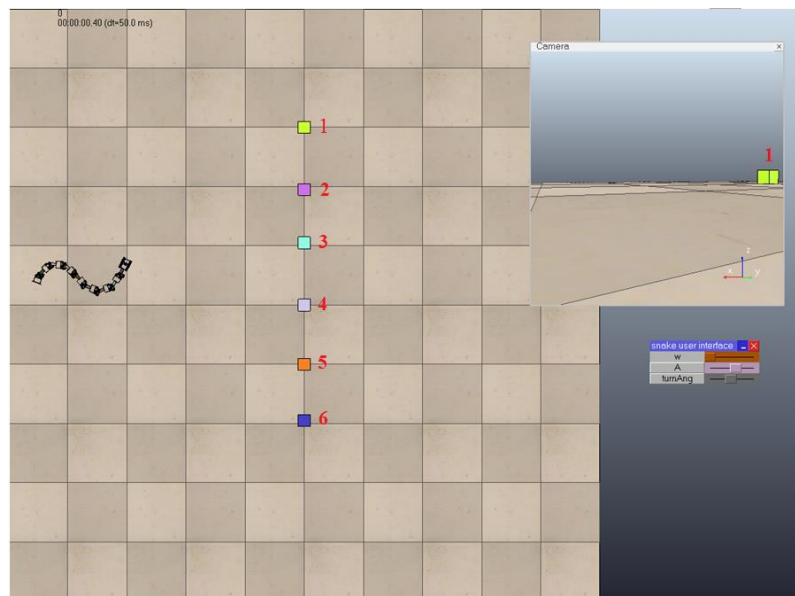 0
00:00:00.40 (dt=50.0 ms)
Camera
1
1
2
3
4
5
6
z
x
y
snake user interface
w
A
turnAng